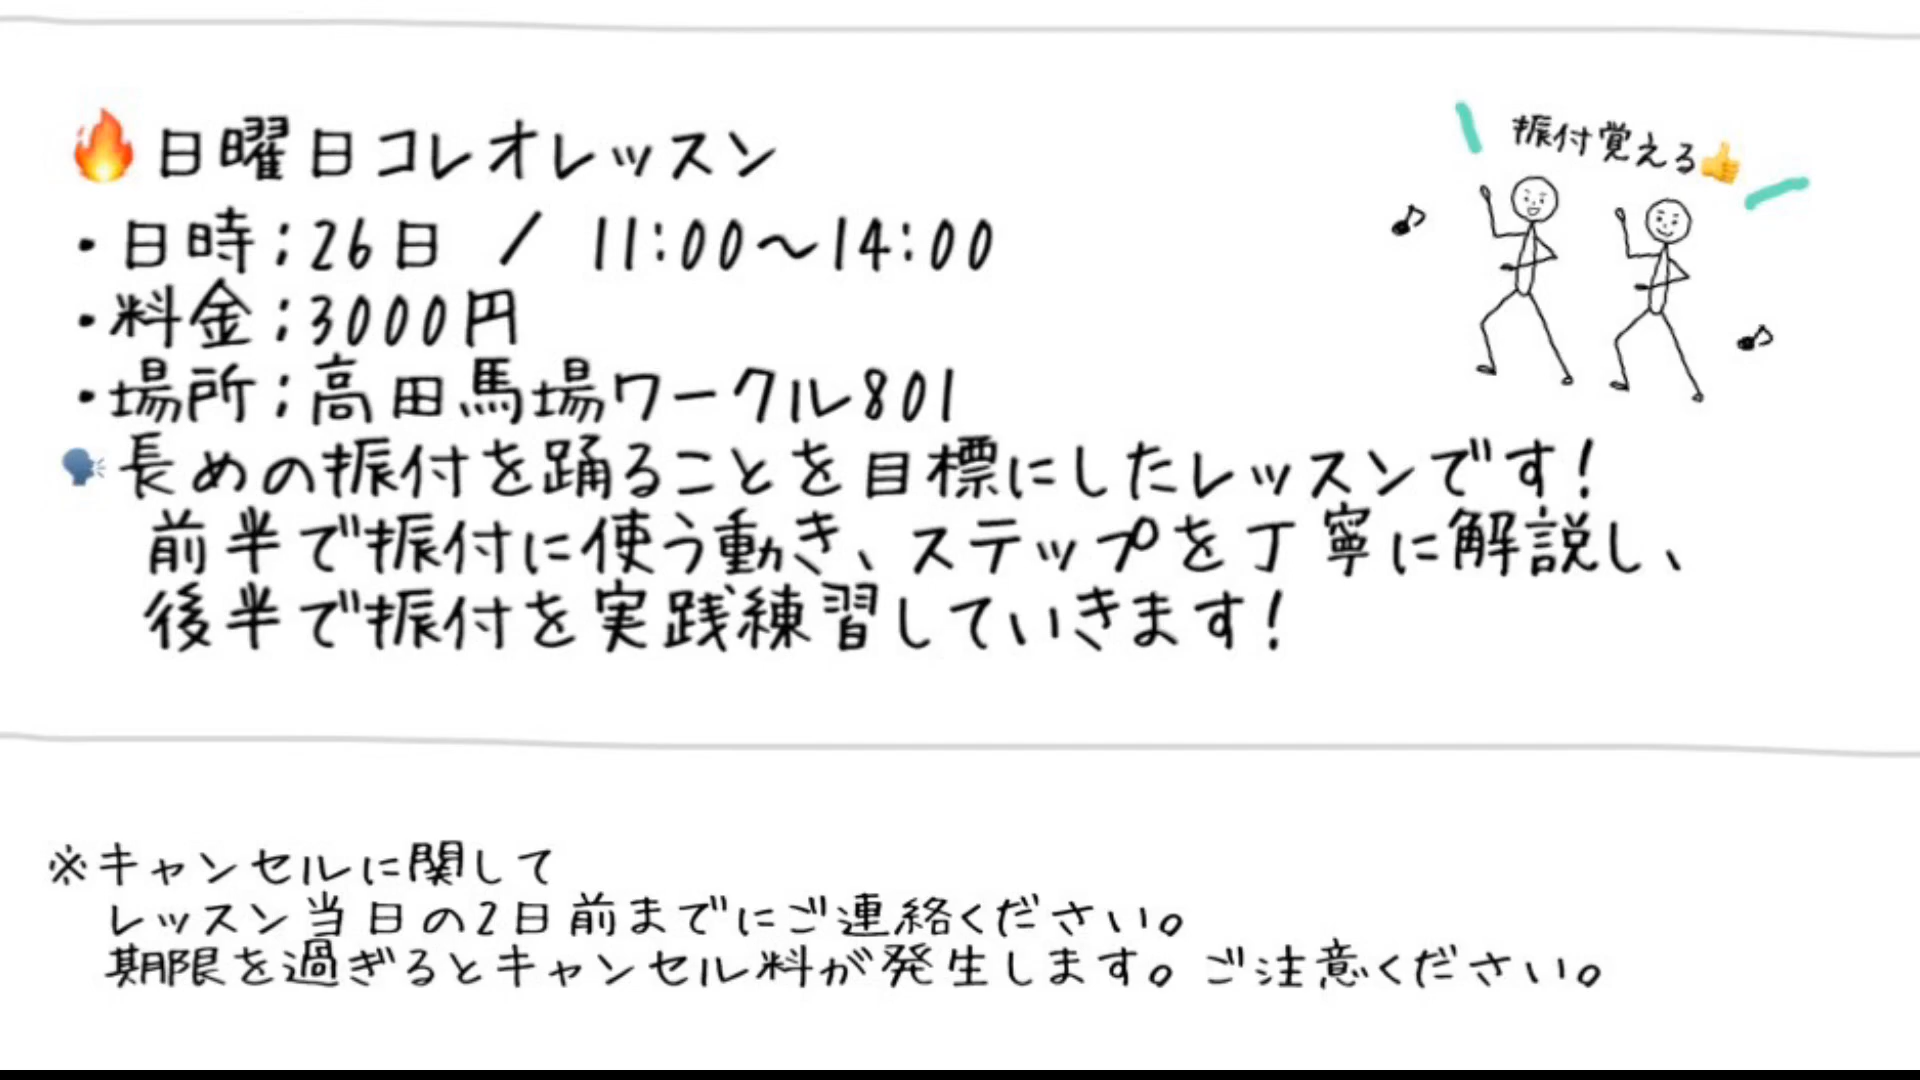 🔥日曜日コレオレッスン
振付覚える👍
・日時:26日 / 11:00〜14:00
・料金:3000円
・場所:高田馬場ワークル801
🗣長めの振付を踊ることを目標にしたレッスンです!
前半で振付に使う動き、ステップを丁寧に解説し、
後半で振付を実践練習していきます!
※キャンセルに関して
レッスン当日の2日前までにご連絡ください。
期限を過ぎるとキャンセル料が発生します。ご注意ください。